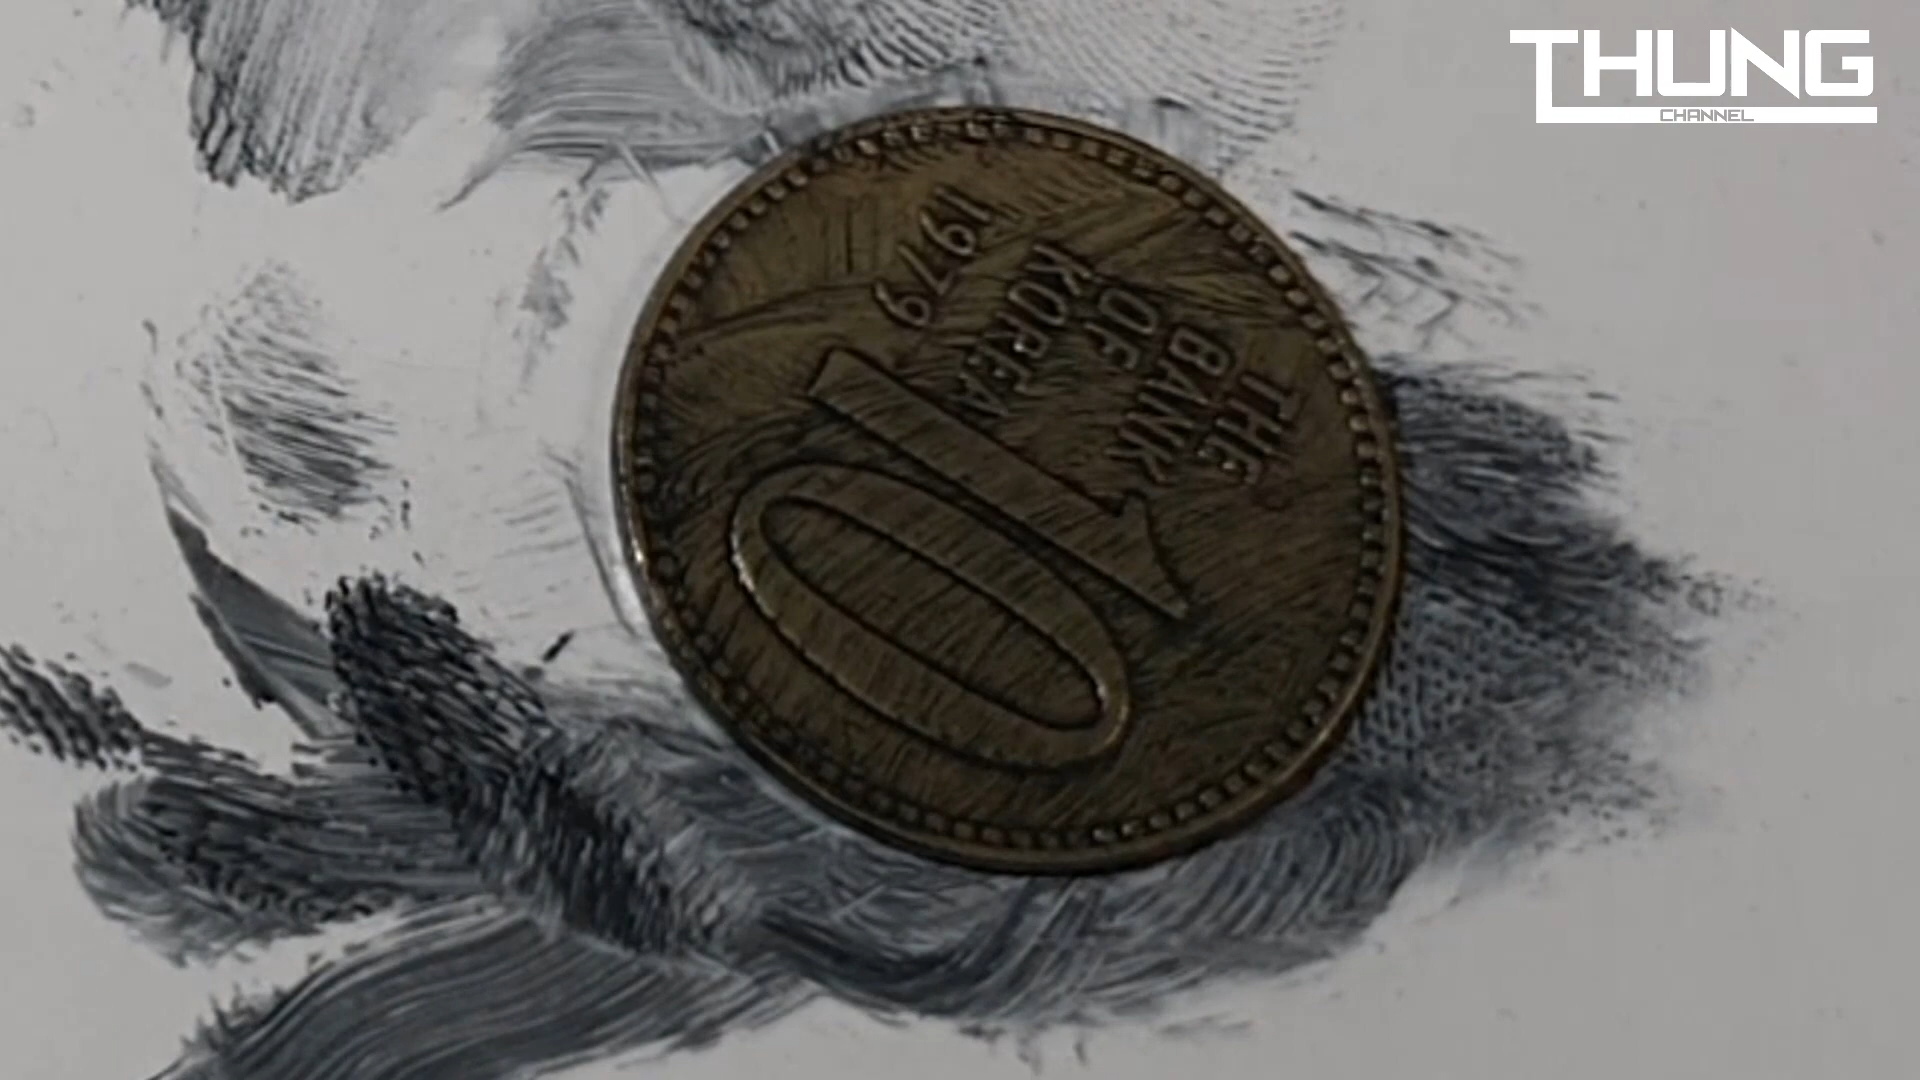 THUNG
CHANNEL
1979
THE
BANK
OF
KOREA
10